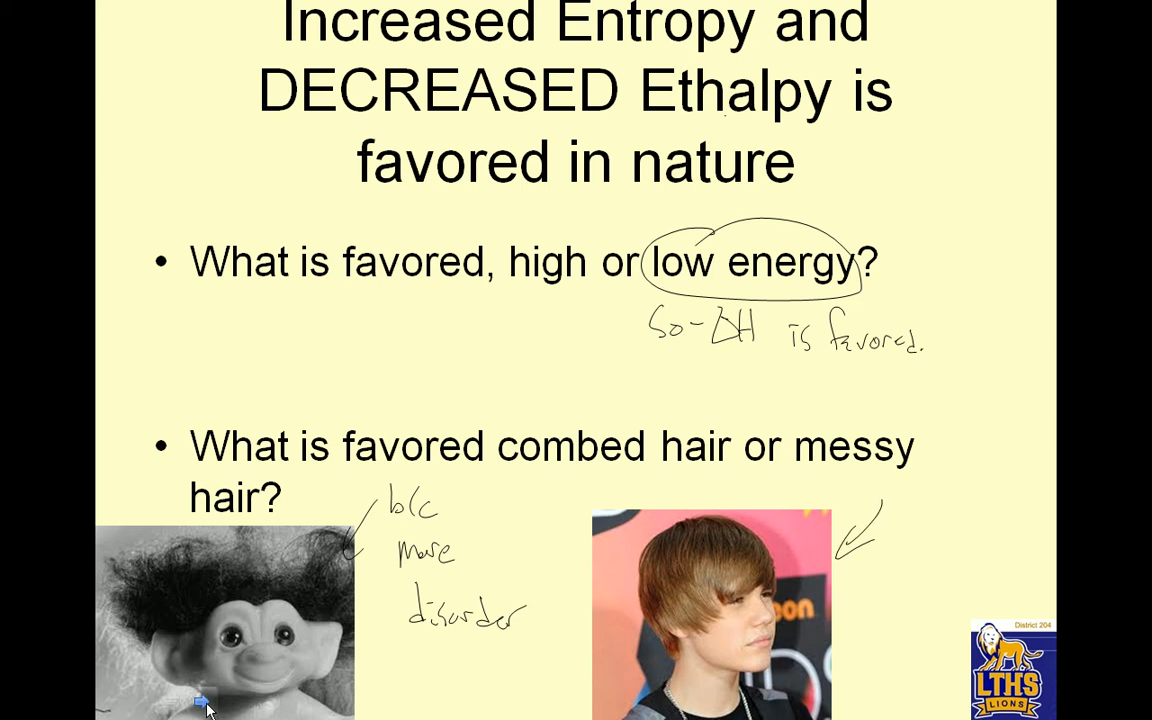 Increased Entropy and
DECREASED Ethalpy is
favored in nature
• What is favored, high or low energy?
So -ΔH is favored.
• What is favored combed hair or messy
hair?
b/c
more
disorder
District 204
LTHS
LIONS